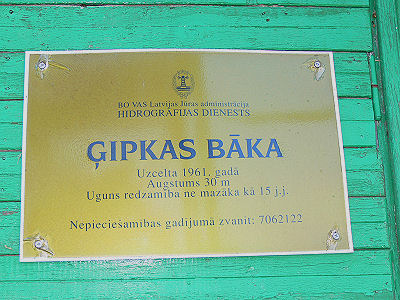 BO VAS Latvijas Jūras administrācija
HIDROGRĀFIJAS DIENESTS
ĢIPKAS BĀKA
Uzcelta 1961. gadā
Augstums 30 m
Uguns redzamība ne mazāka kā 15 j.j.
Nepieciešamības gadījumā zvanīt: 7062122